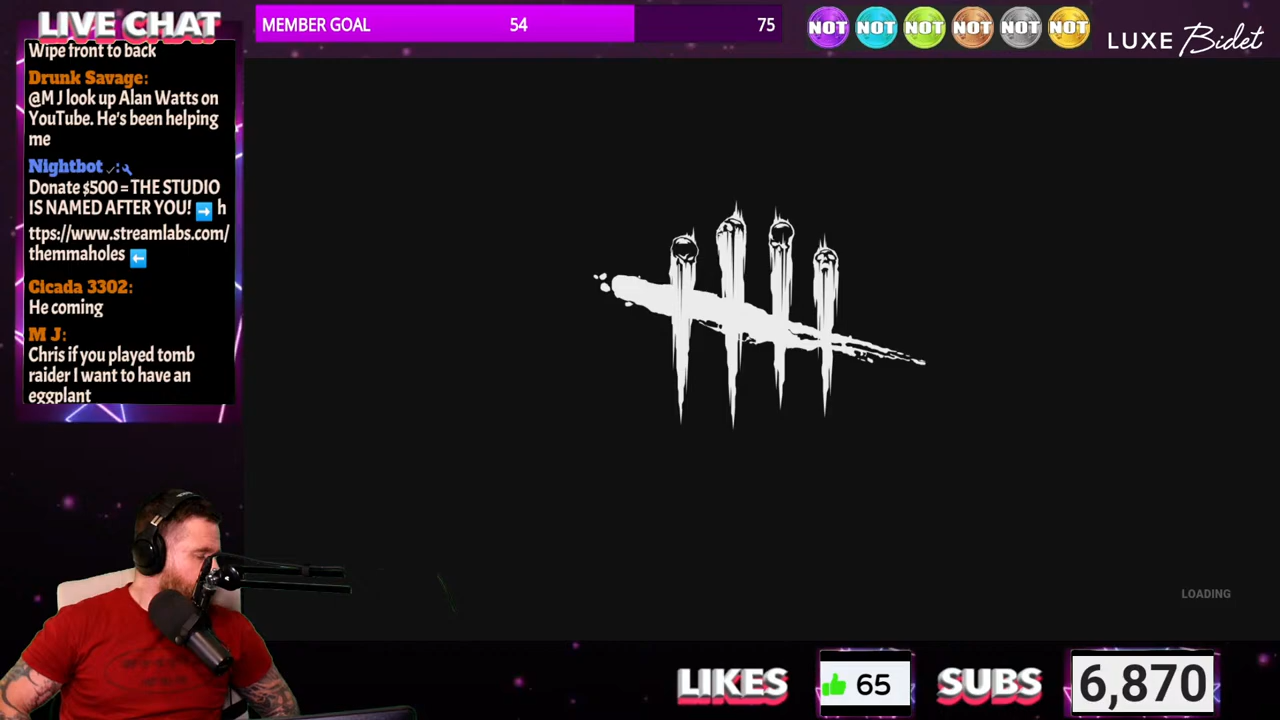 LIVE CHAT
MEMBER GOAL 54 75
NOT NOT NOT NOT NOT NOT
LUXE Bidet
Wipe front to back
Drunk Savage:
@M J look up Alan Watts on
YouTube. He's been helping
me
Nightbot :
Donate $500 = THE STUDIO
IS NAMED AFTER YOU! ➡ h
ttps://www.streamlabs.com/
themmaholes ⬅
Cicada 3302:
He coming
M J:
Chris if you played tomb
raider I want to have an
eggplant
LOADING
LIKES 65 SUBS 6,870